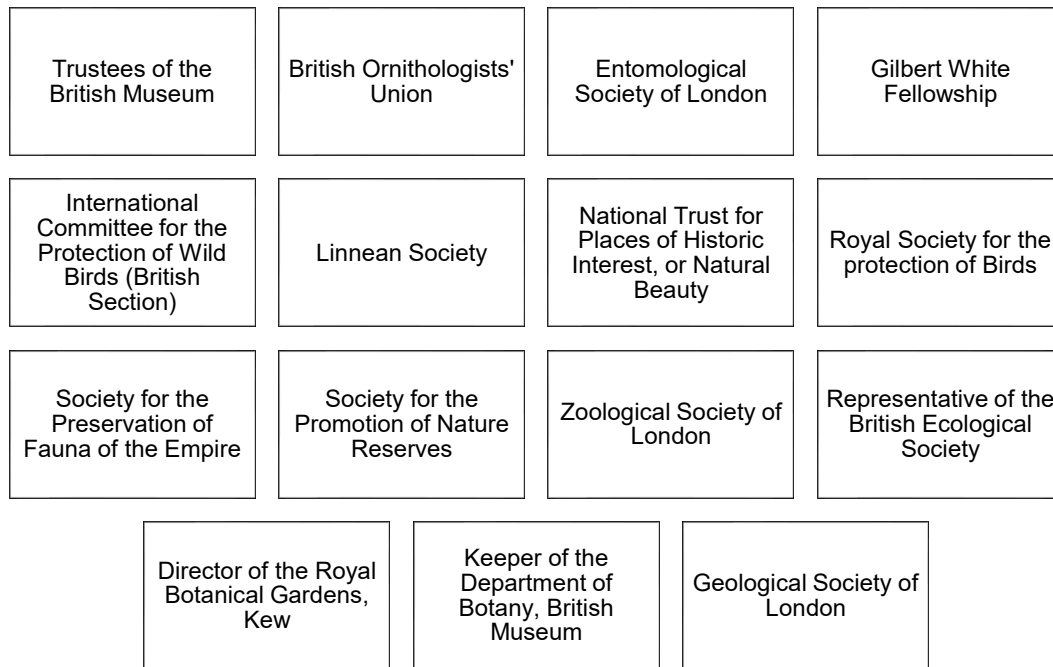 Trustees of the
British Museum
British Ornithologists'
Union
Entomological
Society of London
Gilbert White
Fellowship
International
Committee for the
Protection of Wild
Birds (British
Section)
Linnean Society
National Trust for
Places of Historic
Interest, or Natural
Beauty
Royal Society for the
protection of Birds
Society for the
Preservation of
Fauna of the Empire
Society for the
Promotion of Nature
Reserves
Zoological Society of
London
Representative of the
British Ecological
Society
Director of the Royal
Botanical Gardens,
Kew
Keeper of the
Department of
Botany, British
Museum
Geological Society of
London